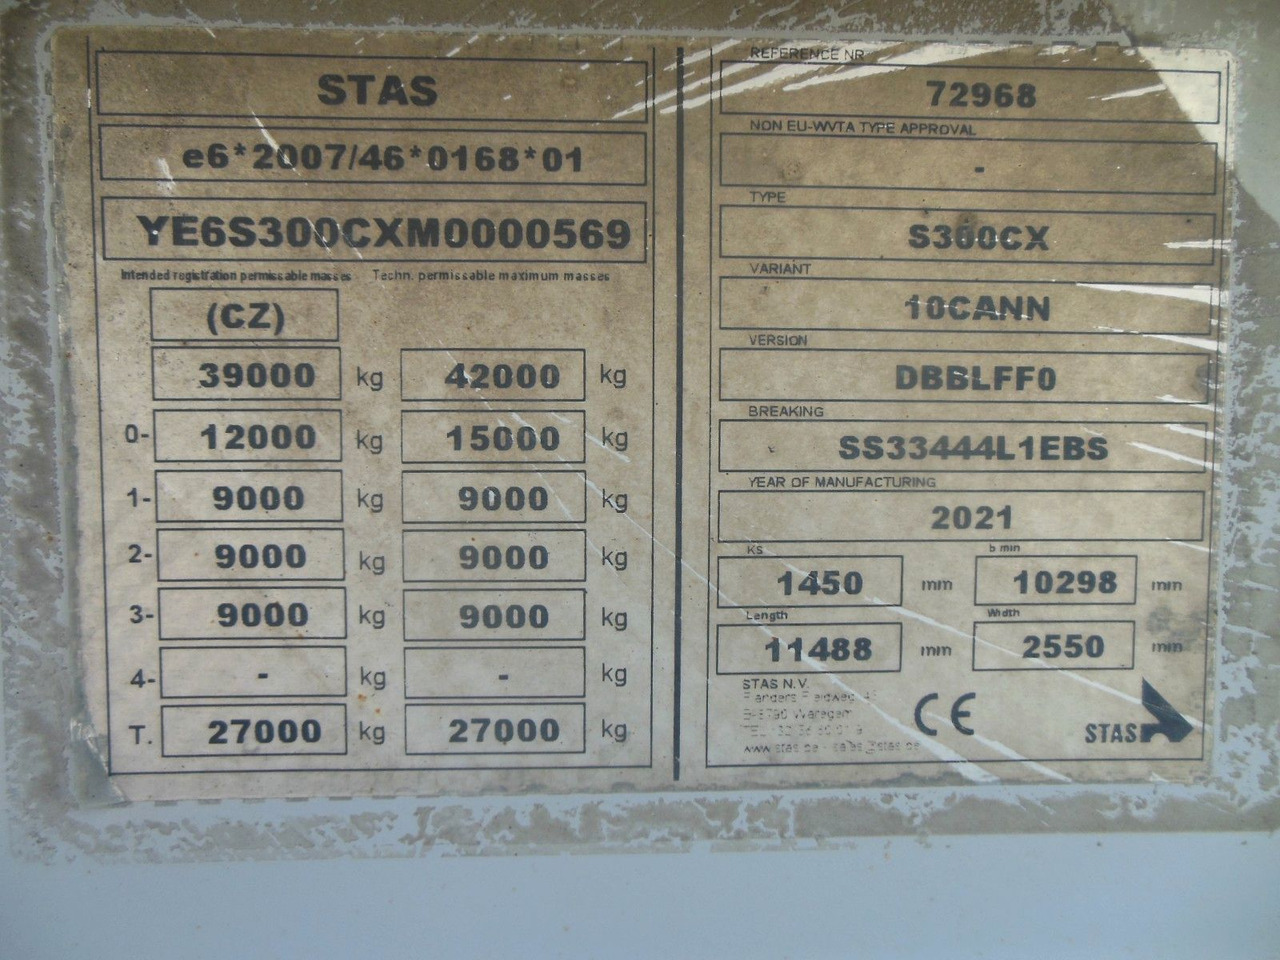 STAS
e6*2007/46*0168*01
YE6S300CXM0000569
Intended registration permissable masses Techn. permissable maximum masses
(CZ)
39000 kg 42000 kg
0- 12000 kg 15000 kg
1- 9000 kg 9000 kg
2- 9000 kg 9000 kg
3- 9000 kg 9000 kg
4- - kg - kg
T. 27000 kg 27000 kg
REFERENCE NR
72968
NON EU-WVTA TYPE APPROVAL
-
TYPE
S300CX
VARIANT
10CANN
VERSION
DBBLFF0
BREAKING
SS33444L1EBS
YEAR OF MANUFACTURING
2021
KS b min
1450 mm 10298 mm
Length Width
11488 mm 2550 mm
STAS N.V.
Waregem
www
CE
STAS